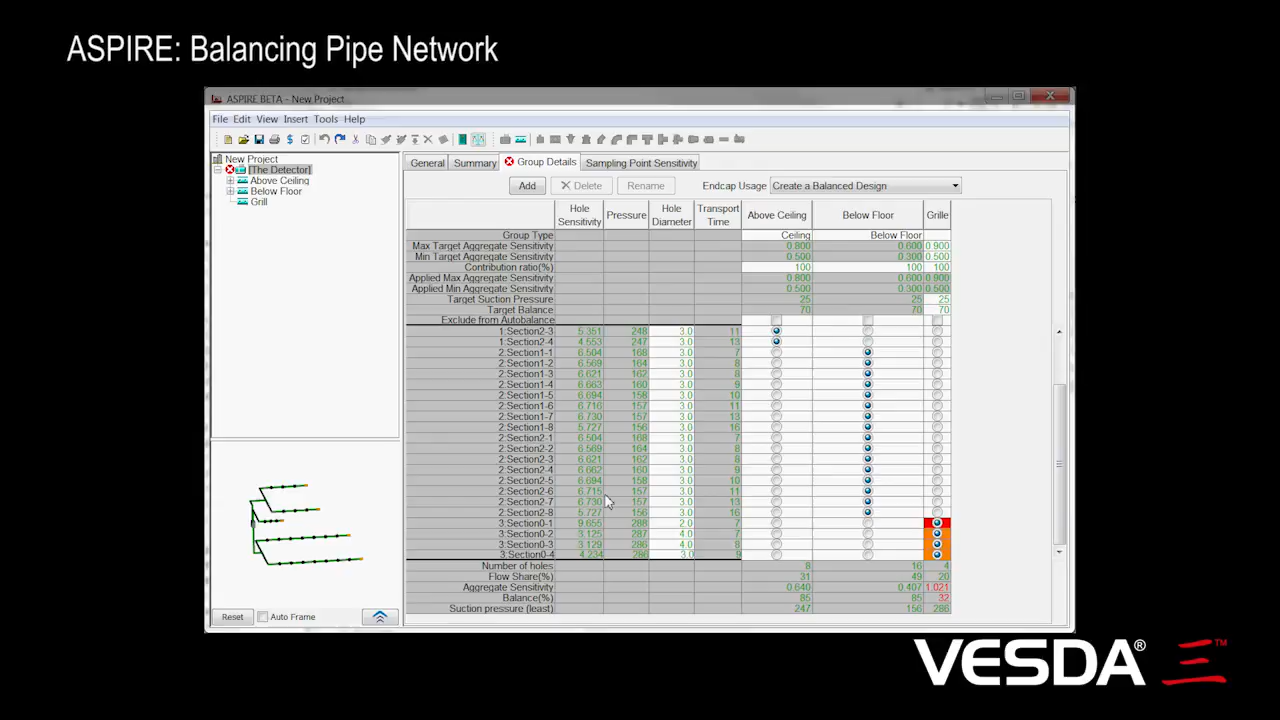 ASPIRE: Balancing Pipe Network
ASPIRE BETA - New Project
File Edit View Insert Tools Help
New Project
[The Detector]
Above Ceiling
Below Floor
Grill
General Summary Group Details Sampling Point Sensitivity
Add Delete Rename Endcap Usage Create a Balanced Design
Hole Sensitivity Pressure Hole Diameter Transport Time Above Ceiling Below Floor Grille
Group Type Ceiling Below Floor
Max Target Aggregate Sensitivity 0.800 0.600 0.900
Min Target Aggregate Sensitivity 0.500 0.300 0.500
Contribution ratio(%) 100 100 100
Applied Max Aggregate Sensitivity 0.800 0.600 0.900
Applied Min Aggregate Sensitivity 0.500 0.300 0.500
Target Suction Pressure 25 25 25
Target Balance 70 70 70
Exclude from Autobalance
1:Section2-3 5.351 248 3.0 11
1:Section2-4 4.553 247 3.0 13
2:Section1-1 6.504 168 3.0 7
2:Section1-2 6.569 164 3.0 8
2:Section1-3 6.621 162 3.0 8
2:Section1-4 6.663 160 3.0 9
2:Section1-5 6.694 158 3.0 10
2:Section1-6 6.716 157 3.0 11
2:Section1-7 6.730 157 3.0 13
2:Section1-8 5.727 156 3.0 16
2:Section2-1 6.504 168 3.0 7
2:Section2-2 6.569 164 3.0 8
2:Section2-3 6.621 162 3.0 8
2:Section2-4 6.662 160 3.0 9
2:Section2-5 6.694 158 3.0 10
2:Section2-6 6.715 157 3.0 11
2:Section2-7 6.730 157 3.0 13
2:Section2-8 5.727 156 3.0 16
3:Section0-1 9.655 288 2.0 7
3:Section0-2 3.125 287 4.0 7
3:Section0-3 3.129 286 4.0 8
3:Section0-4 4.234 286 3.0 9
Number of holes 8 16 4
Flow Share(%) 31 49 20
Aggregate Sensitivity 0.640 0.407 1.021
Balance(%) 85 85 32
Suction pressure (least) 247 156 286
Reset Auto Frame
VESDA®
™